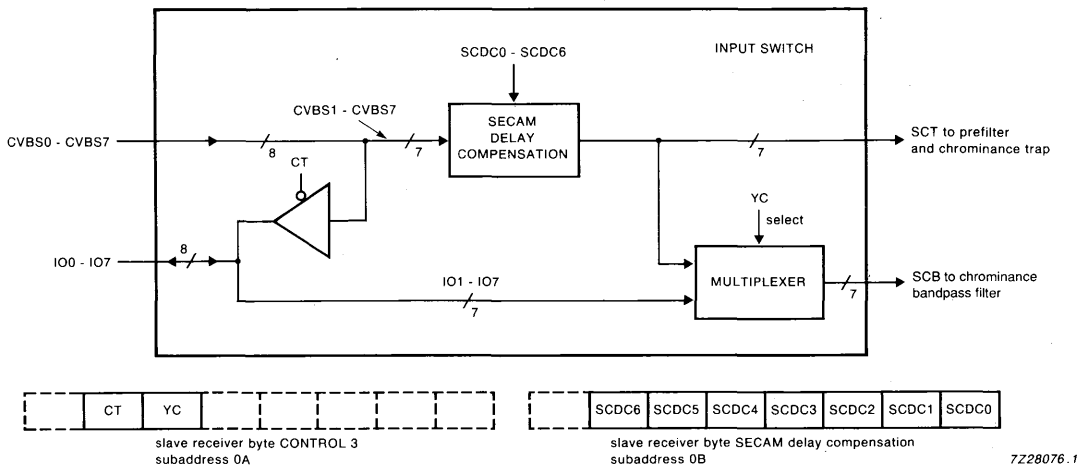 SCDC0 - SCDC6
INPUT SWITCH
CVBS1 - CVBS7
CVBS0 - CVBS7
8
7
SECAM
DELAY
COMPENSATION
7
SCT to prefilter
and chrominance trap
CT
YC
select
IO0 - IO7
8
IO1 - IO7
7
MULTIPLEXER
7
SCB to chrominance
bandpass filter
CT YC
SCDC6 SCDC5 SCDC4 SCDC3 SCDC2 SCDC1 SCDC0
slave receiver byte CONTROL 3
subaddress 0A
slave receiver byte SECAM delay compensation
subaddress 0B
7Z28076.1